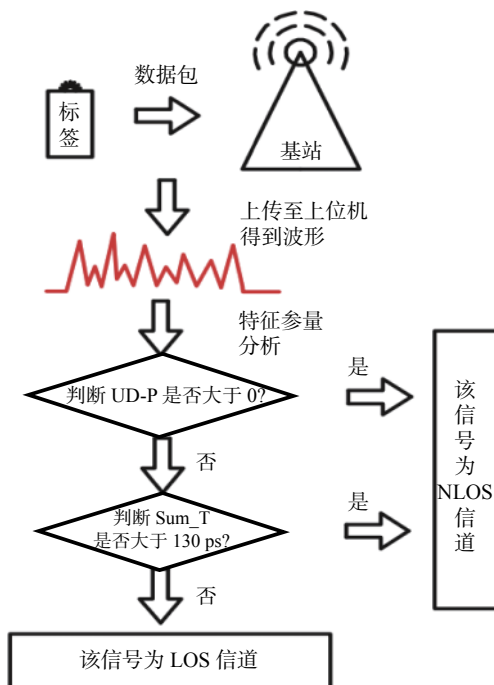 数据包
标
签
基站
上传至上位机
得到波形
特征参量
分析
判断 UD-P 是否大于 0?
是
该
信
号
为
NLOS
信
道
否
判断 Sum_T
是否大于 130 ps?
是
否
该信号为 LOS 信道